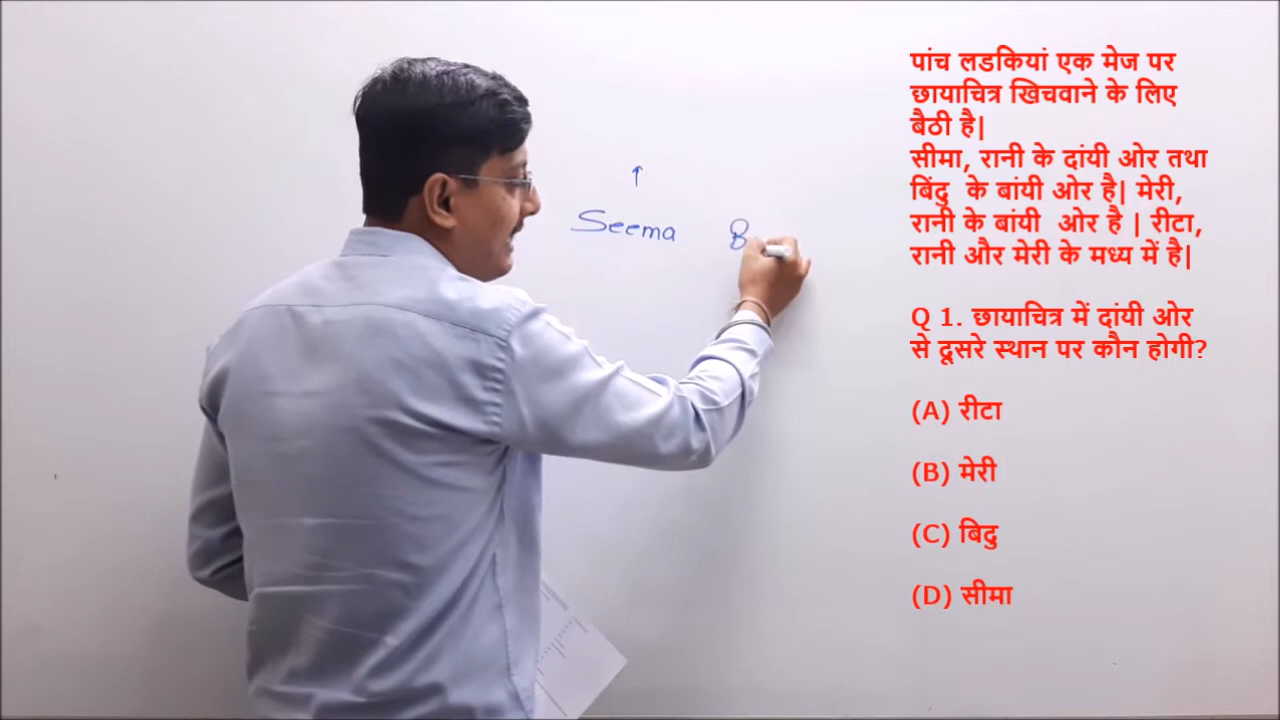 ↑
Seema B
पांच लडकियां एक मेज पर
छायाचित्र खिचवाने के लिए
बैठी है|
सीमा, रानी के दांयी ओर तथा
बिंदु के बांयी ओर है| मेरी,
रानी के बांयी ओर है | रीटा,
रानी और मेरी के मध्य में है|
Q 1. छायाचित्र में दांयी ओर
से दूसरे स्थान पर कौन होगी?
(A) रीटा
(B) मेरी
(C) बिदु
(D) सीमा